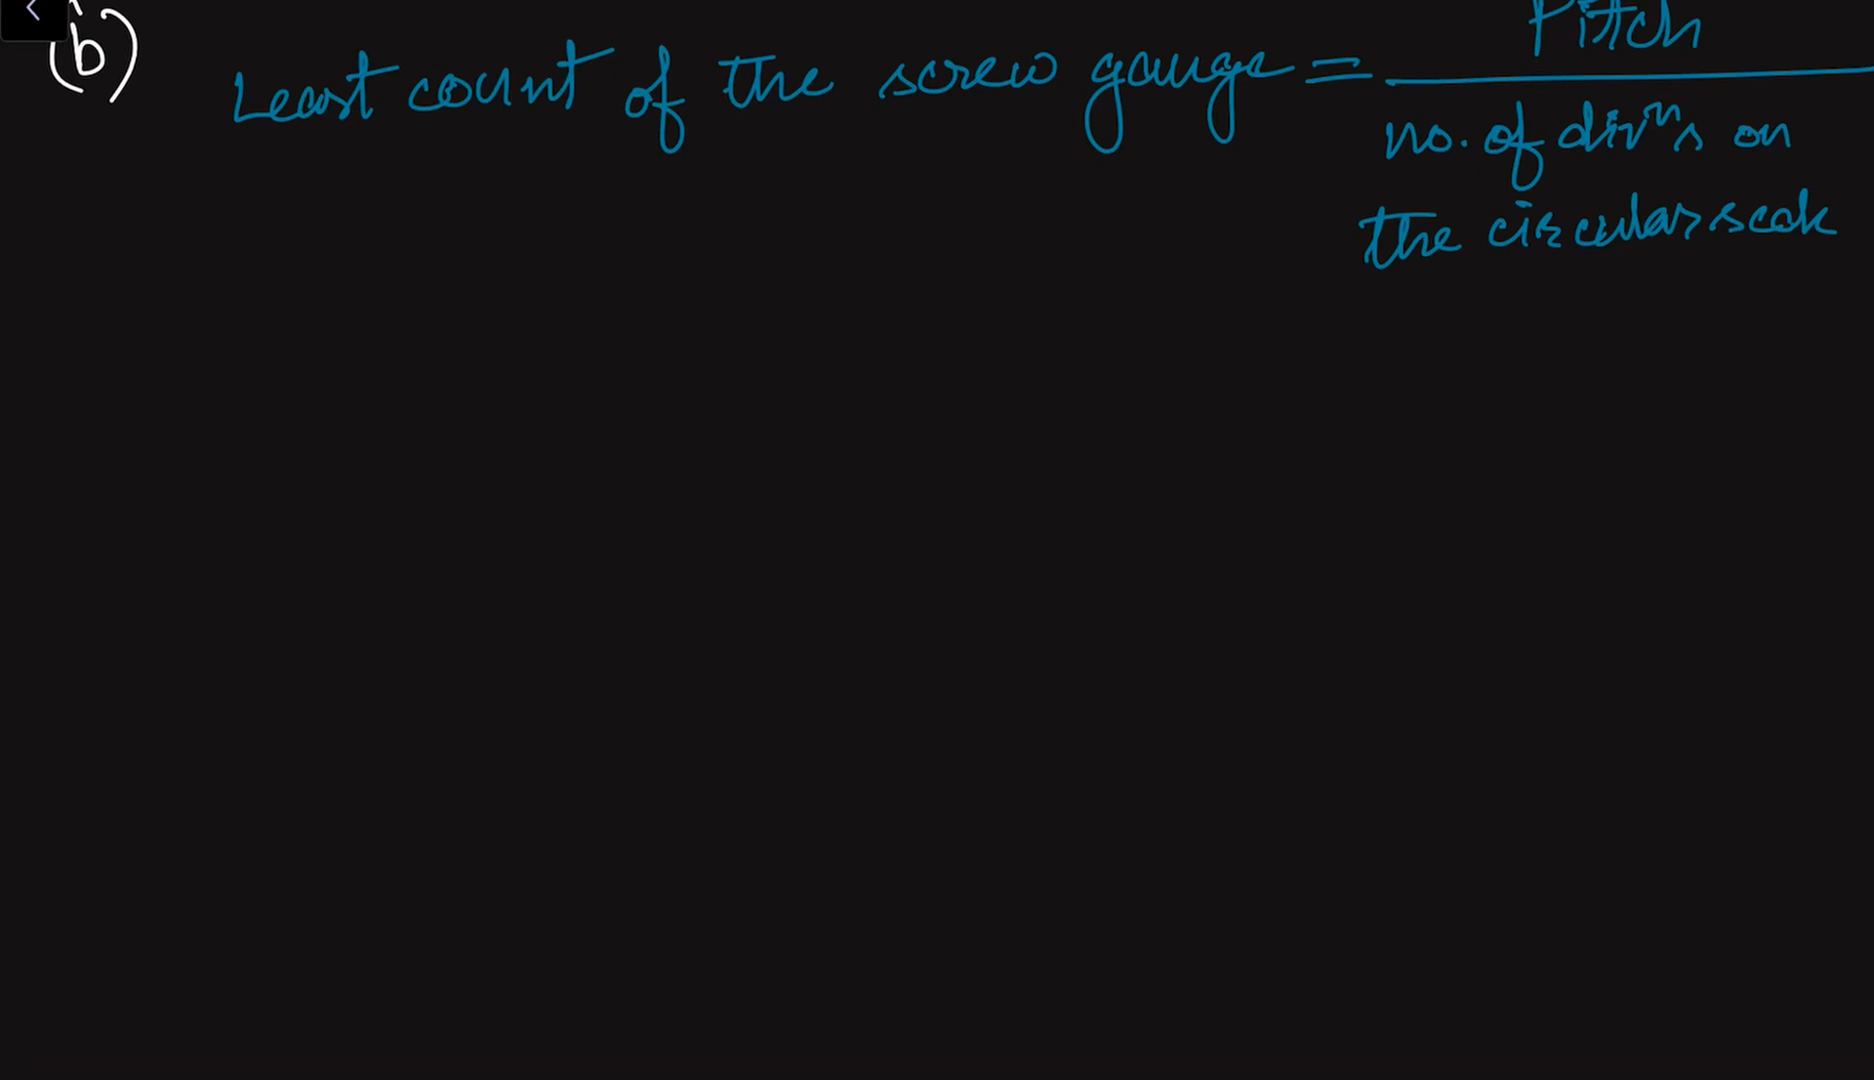 (b)
Least count of the screw gauge = Pitch
no. of divⁿs on
the circular scale